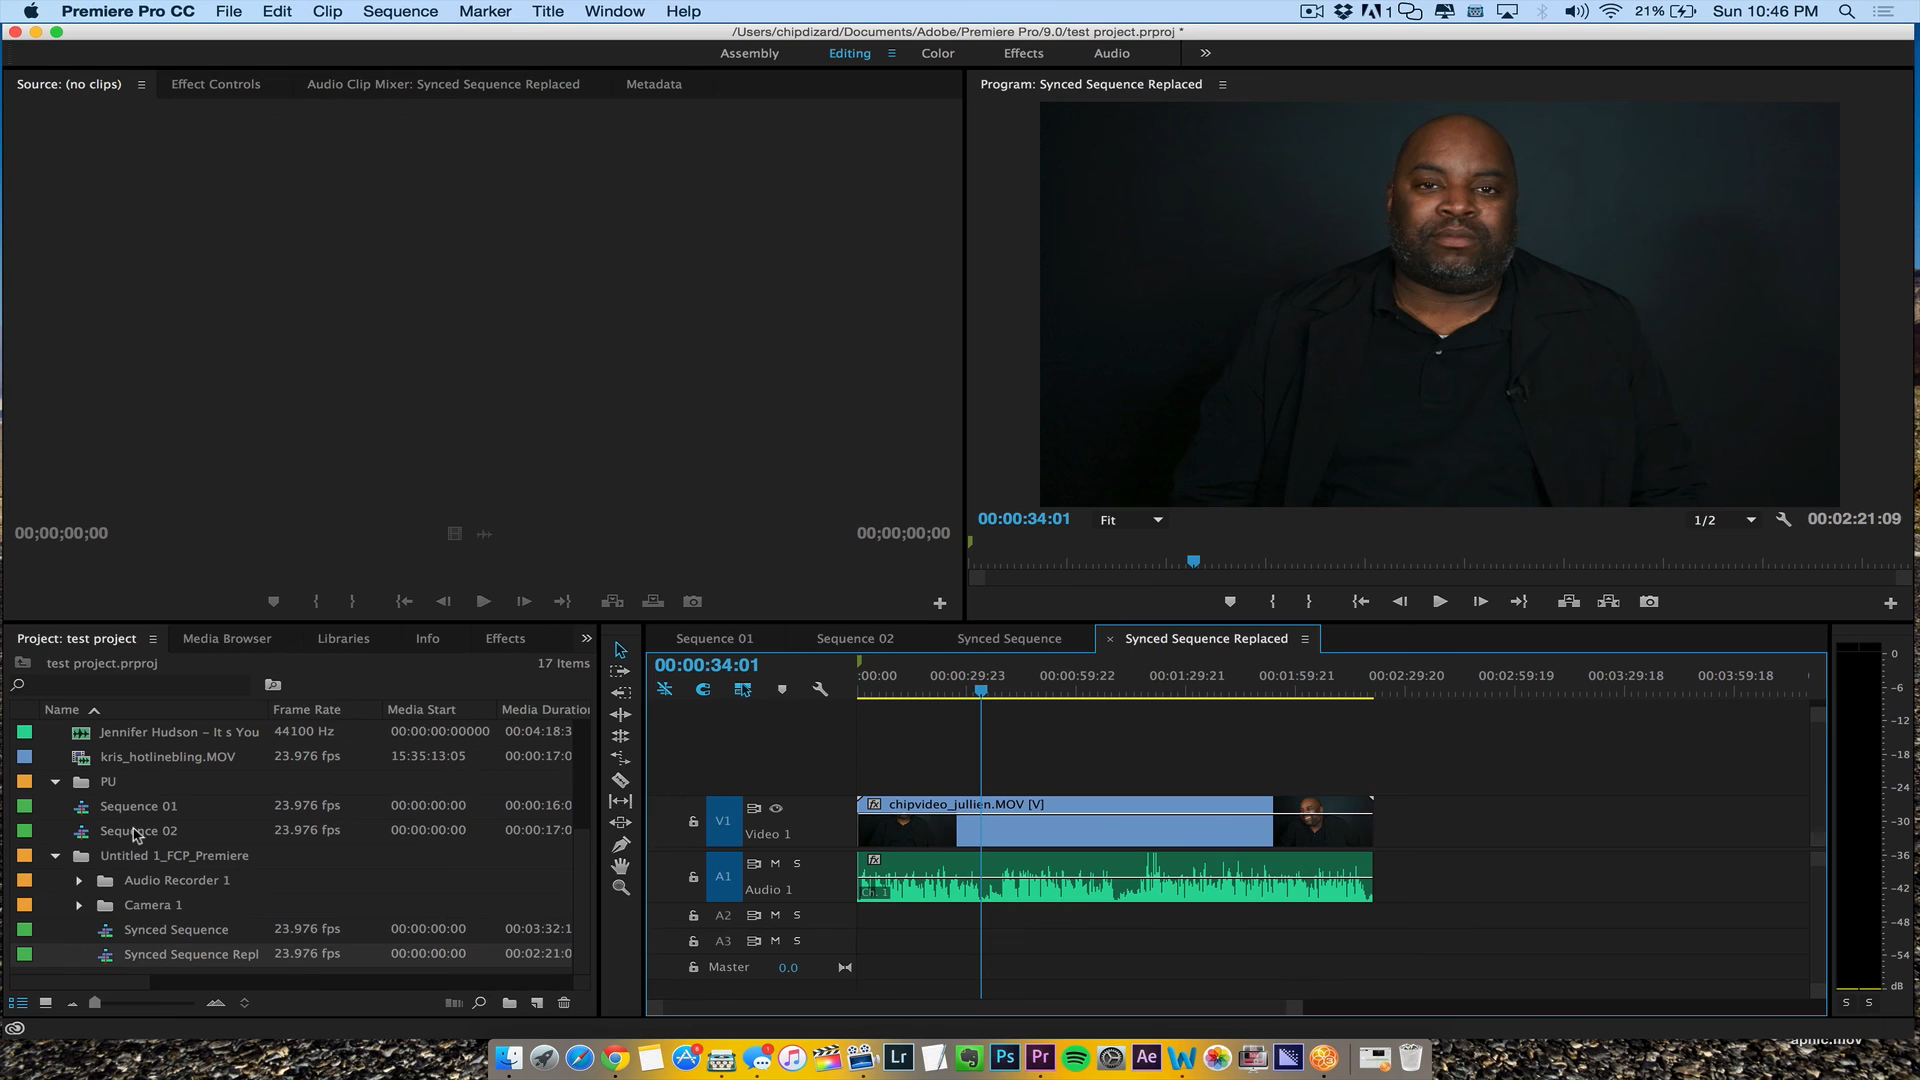 Premiere Pro CC File Edit Clip Sequence Marker Title Window Help 1 21% Sun 10:46 PM
/Users/chipdizard/Documents/Adobe/Premiere Pro/9.0/test project.prproj *
Assembly Editing Color Effects Audio
Source: (no clips) Effect Controls Audio Clip Mixer: Synced Sequence Replaced Metadata
Program: Synced Sequence Replaced
00;00;00;00 00;00;00;00
00:00:34:01 Fit 1/2 00:02:21:09
Project: test project Media Browser Libraries Info Effects
test project.prproj 17 Items
Name Frame Rate Media Start Media Duration
Jennifer Hudson - It s You 44100 Hz 00:00:00:00000 00:04:18:3
kris_hotlinebling.MOV 23.976 fps 15:35:13:05 00:00:17:0
PU
Sequence 01 23.976 fps 00:00:00:00 00:00:16:0
Sequence 02 23.976 fps 00:00:00:00 00:00:17:0
Untitled 1_FCP_Premiere
Audio Recorder 1
Camera 1
Synced Sequence 23.976 fps 00:00:00:00 00:03:32:1
Synced Sequence Repl 23.976 fps 00:00:00:00 00:02:21:0
Sequence 01 Sequence 02 Synced Sequence × Synced Sequence Replaced
00:00:34:01
:00:00 00:00:29:23 00:00:59:22 00:01:29:21 00:01:59:21 00:02:29:20 00:02:59:19 00:03:29:18 00:03:59:18
V1 Video 1
fx chipvideo_jullien.MOV [V]
A1 M S Audio 1
fx Ch. 1
A2 M S
A3 M S
Master 0.0
0
-6
-12
-18
-24
-30
-36
-42
-48
-54
dB
S S
Lr Ps Pr Ae
aphic.mov